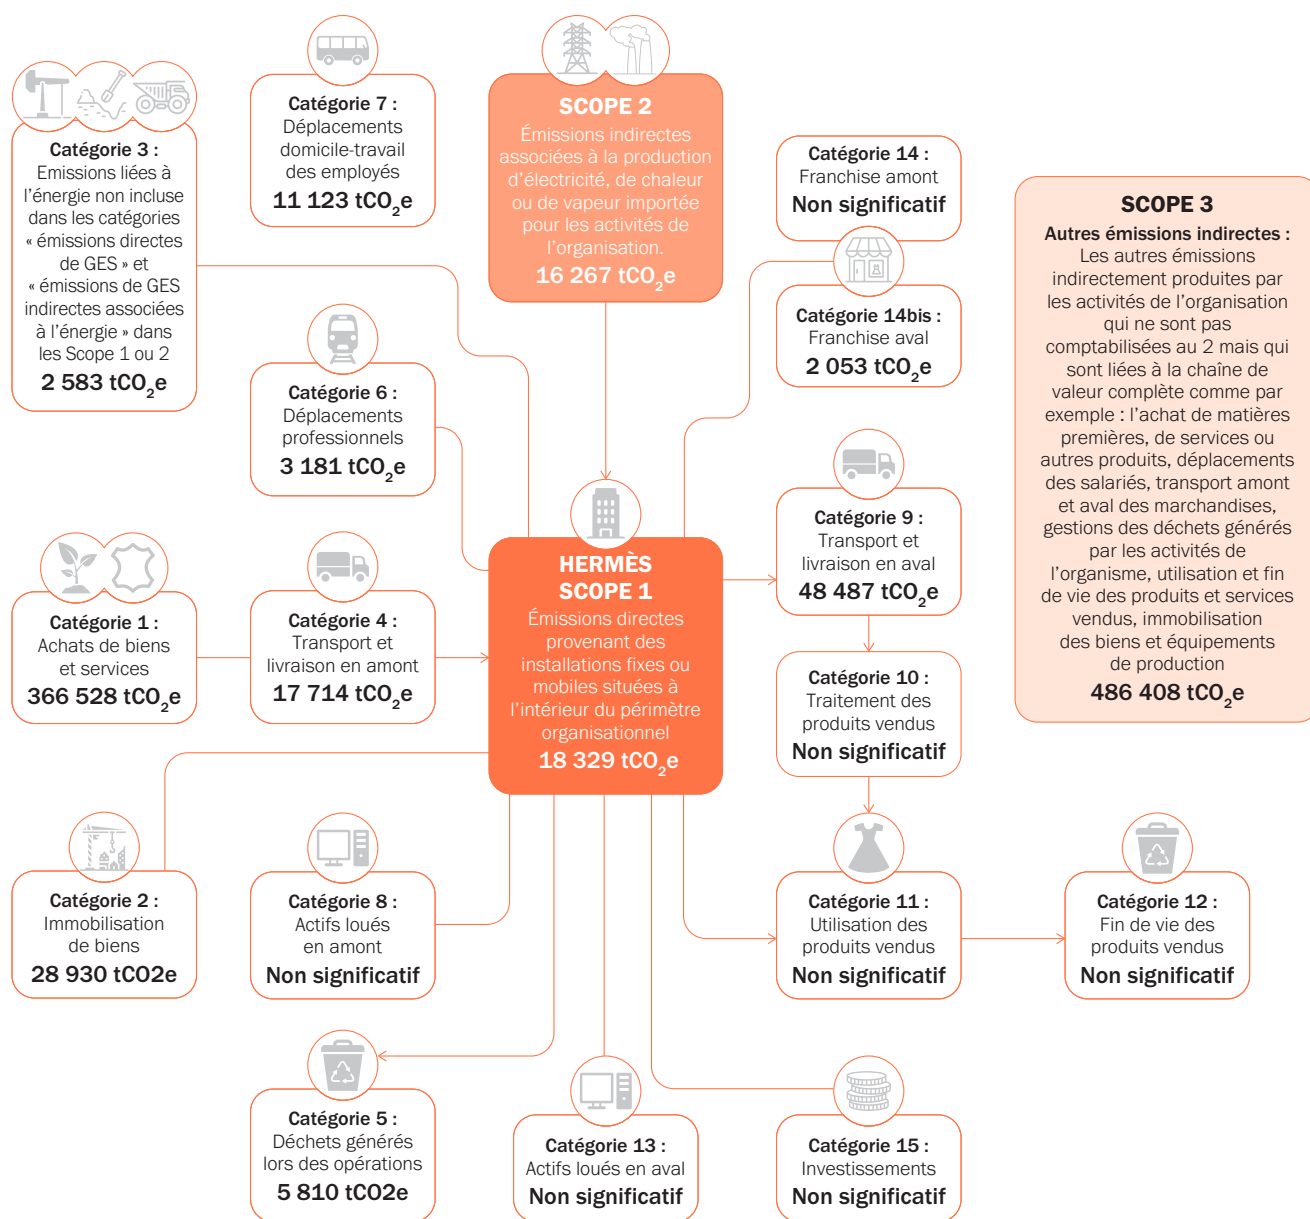 Catégorie 3 :
Emissions liées à
l'énergie non incluse
dans les catégories
« émissions directes
de GES » et
« émissions de GES
indirectes associées
à l'énergie » dans
les Scope 1 ou 2
2 583 tCO₂e
Catégorie 7 :
Déplacements
domicile-travail
des employés
11 123 tCO₂e
SCOPE 2
Émissions indirectes
associées à la production
d'électricité, de chaleur
ou de vapeur importée
pour les activités de
l'organisation.
16 267 tCO₂e
Catégorie 14 :
Franchise amont
Non significatif
Catégorie 14bis :
Franchise aval
2 053 tCO₂e
SCOPE 3
Autres émissions indirectes :
Les autres émissions
indirectement produites par
les activités de l'organisation
qui ne sont pas
comptabilisées au 2 mais qui
sont liées à la chaîne de
valeur complète comme par
exemple : l'achat de matières
premières, de services ou
autres produits, déplacements
des salariés, transport amont
et aval des marchandises,
gestions des déchets générés
par les activités de
l'organisme, utilisation et fin
de vie des produits et services
vendus, immobilisation
des biens et équipements
de production
486 408 tCO₂e
Catégorie 6 :
Déplacements
professionnels
3 181 tCO₂e
Catégorie 1 :
Achats de biens
et services
366 528 tCO₂e
Catégorie 4 :
Transport et
livraison en amont
17 714 tCO₂e
HERMÈS
SCOPE 1
Émissions directes
provenant des
installations fixes ou
mobiles situées à
l'intérieur du périmètre
organisationnel
18 329 tCO₂e
Catégorie 9 :
Transport et
livraison en aval
48 487 tCO₂e
Catégorie 10 :
Traitement des
produits vendus
Non significatif
Catégorie 2 :
Immobilisation
de biens
28 930 tCO2e
Catégorie 8 :
Actifs loués
en amont
Non significatif
Catégorie 11 :
Utilisation des
produits vendus
Non significatif
Catégorie 12 :
Fin de vie des
produits vendus
Non significatif
Catégorie 5 :
Déchets générés
lors des opérations
5 810 tCO2e
Catégorie 13 :
Actifs loués en aval
Non significatif
Catégorie 15 :
Investissements
Non significatif